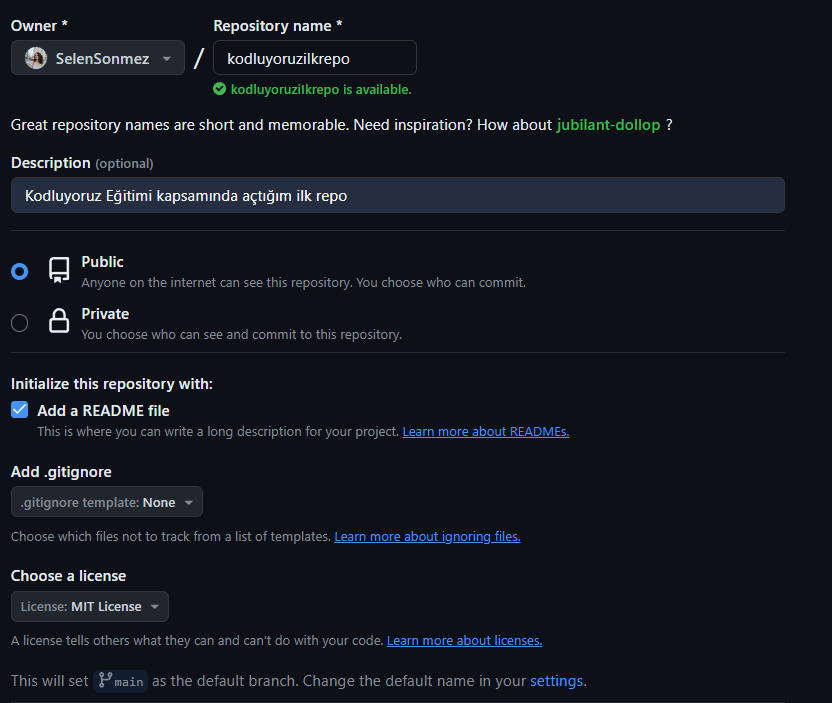 Owner * Repository name *
SelenSonmez / kodluyoruzilkrepo
kodluyoruzilkrepo is available.
Great repository names are short and memorable. Need inspiration? How about jubilant-dollop ?
Description (optional)
Kodluyoruz Eğitimi kapsamında açtığım ilk repo
Public
Anyone on the internet can see this repository. You choose who can commit.
Private
You choose who can see and commit to this repository.
Initialize this repository with:
Add a README file
This is where you can write a long description for your project. Learn more about READMEs.
Add .gitignore
.gitignore template: None
Choose which files not to track from a list of templates. Learn more about ignoring files.
Choose a license
License: MIT License
A license tells others what they can and can't do with your code. Learn more about licenses.
This will set main as the default branch. Change the default name in your settings.